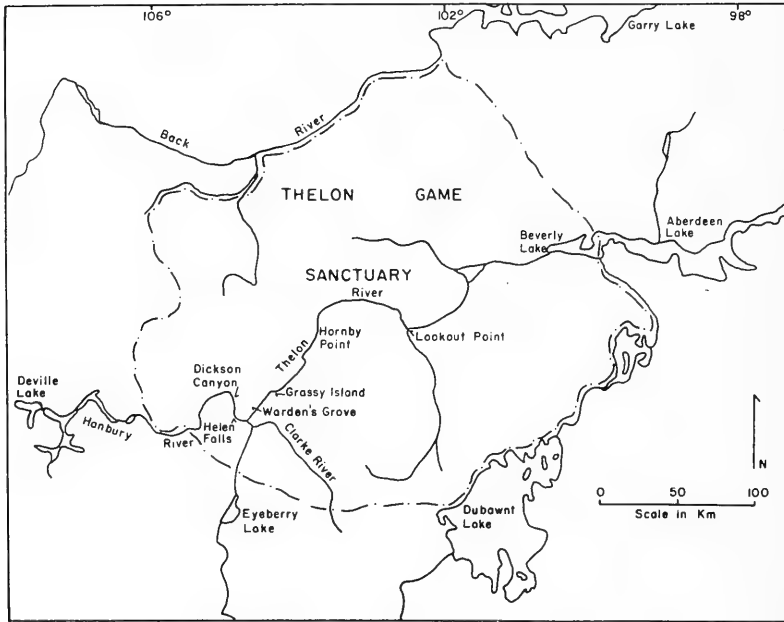 106°
102°
98°
Garry Lake
Back
River
THELON GAME
Aberdeen
Lake
Beverly
Lake
SANCTUARY
River
Hornby
Point
Lookout Point
Thelon
Dickson
Canyon
Deville
Lake
Grassy Island
Warden's Grove
Hanbury
River
Helen
Falls
Clarke River
N
0 50 100
Scale in Km
Eyeberry
Lake
Dubawnt
Lake